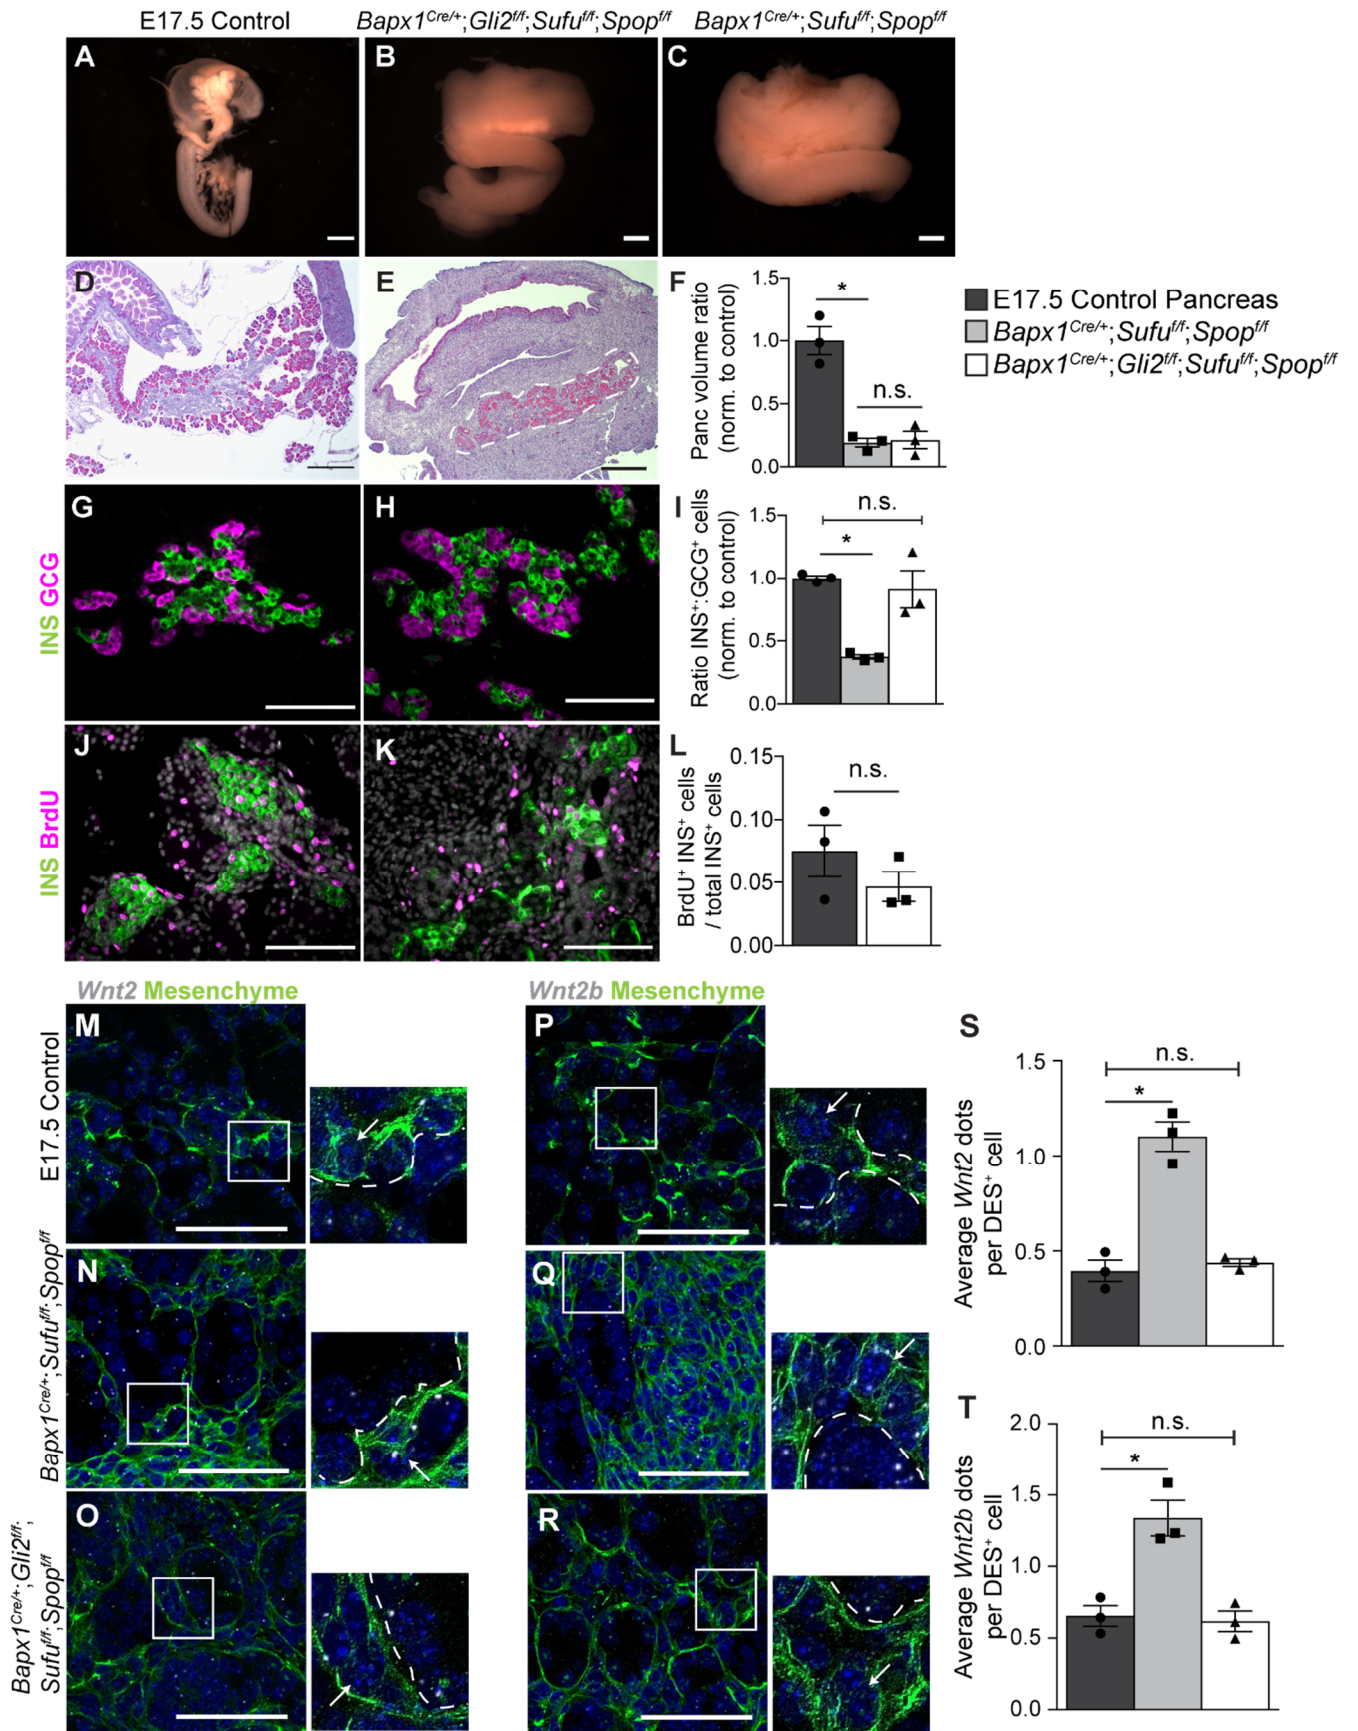 E17.5 Control
Bapx1Cre/+;Gli2f/f;Sufuf/f;Spopf/f
Bapx1Cre/+;Sufuf/f;Spopf/f
A
B
C
D
E
F
1.5
1.0
0.5
0.0
Panc volume ratio
(norm. to control)
*
n.s.
E17.5 Control Pancreas
Bapx1Cre/+;Sufuf/f;Spopf/f
Bapx1Cre/+;Gli2f/f;Sufuf/f;Spopf/f
INS GCG
G
H
I
1.5
1.0
0.5
0.0
Ratio INS+:GCG+ cells
(norm. to control)
n.s.
*
INS BrdU
J
K
L
0.15
0.10
0.05
0.00
BrdU+ INS+ cells
/ total INS+ cells
n.s.
Wnt2 Mesenchyme
Wnt2b Mesenchyme
E17.5 Control
M
P
S
1.5
1.0
0.5
0.0
Average Wnt2 dots
per DES+ cell
n.s.
*
Bapx1Cre/+;Sufuf/f;Spopf/f
N
Q
T
2.0
1.5
1.0
0.5
0.0
Average Wnt2b dots
per DES+ cell
n.s.
*
Bapx1Cre/+;Gli2f/f;
Sufuf/f;Spopf/f
O
R